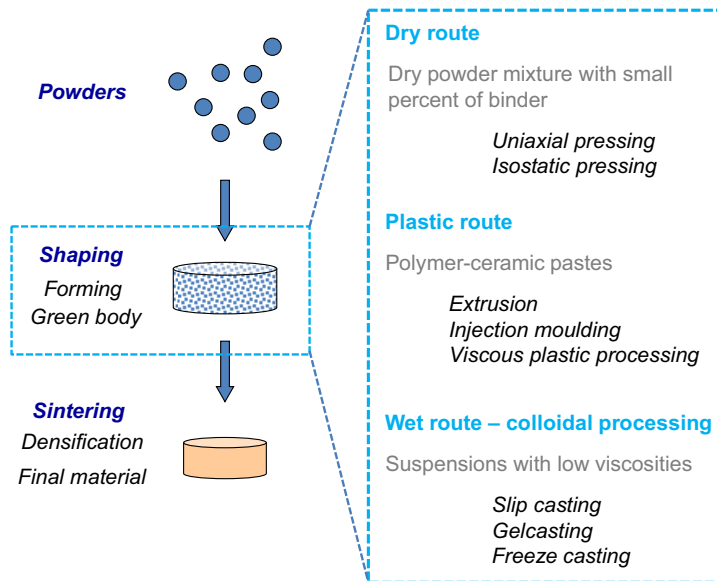 Powders
Shaping
Forming
Green body
Sintering
Densification
Final material
Dry route
Dry powder mixture with small
percent of binder
Uniaxial pressing
Isostatic pressing
Plastic route
Polymer-ceramic pastes
Extrusion
Injection moulding
Viscous plastic processing
Wet route – colloidal processing
Suspensions with low viscosities
Slip casting
Gelcasting
Freeze casting